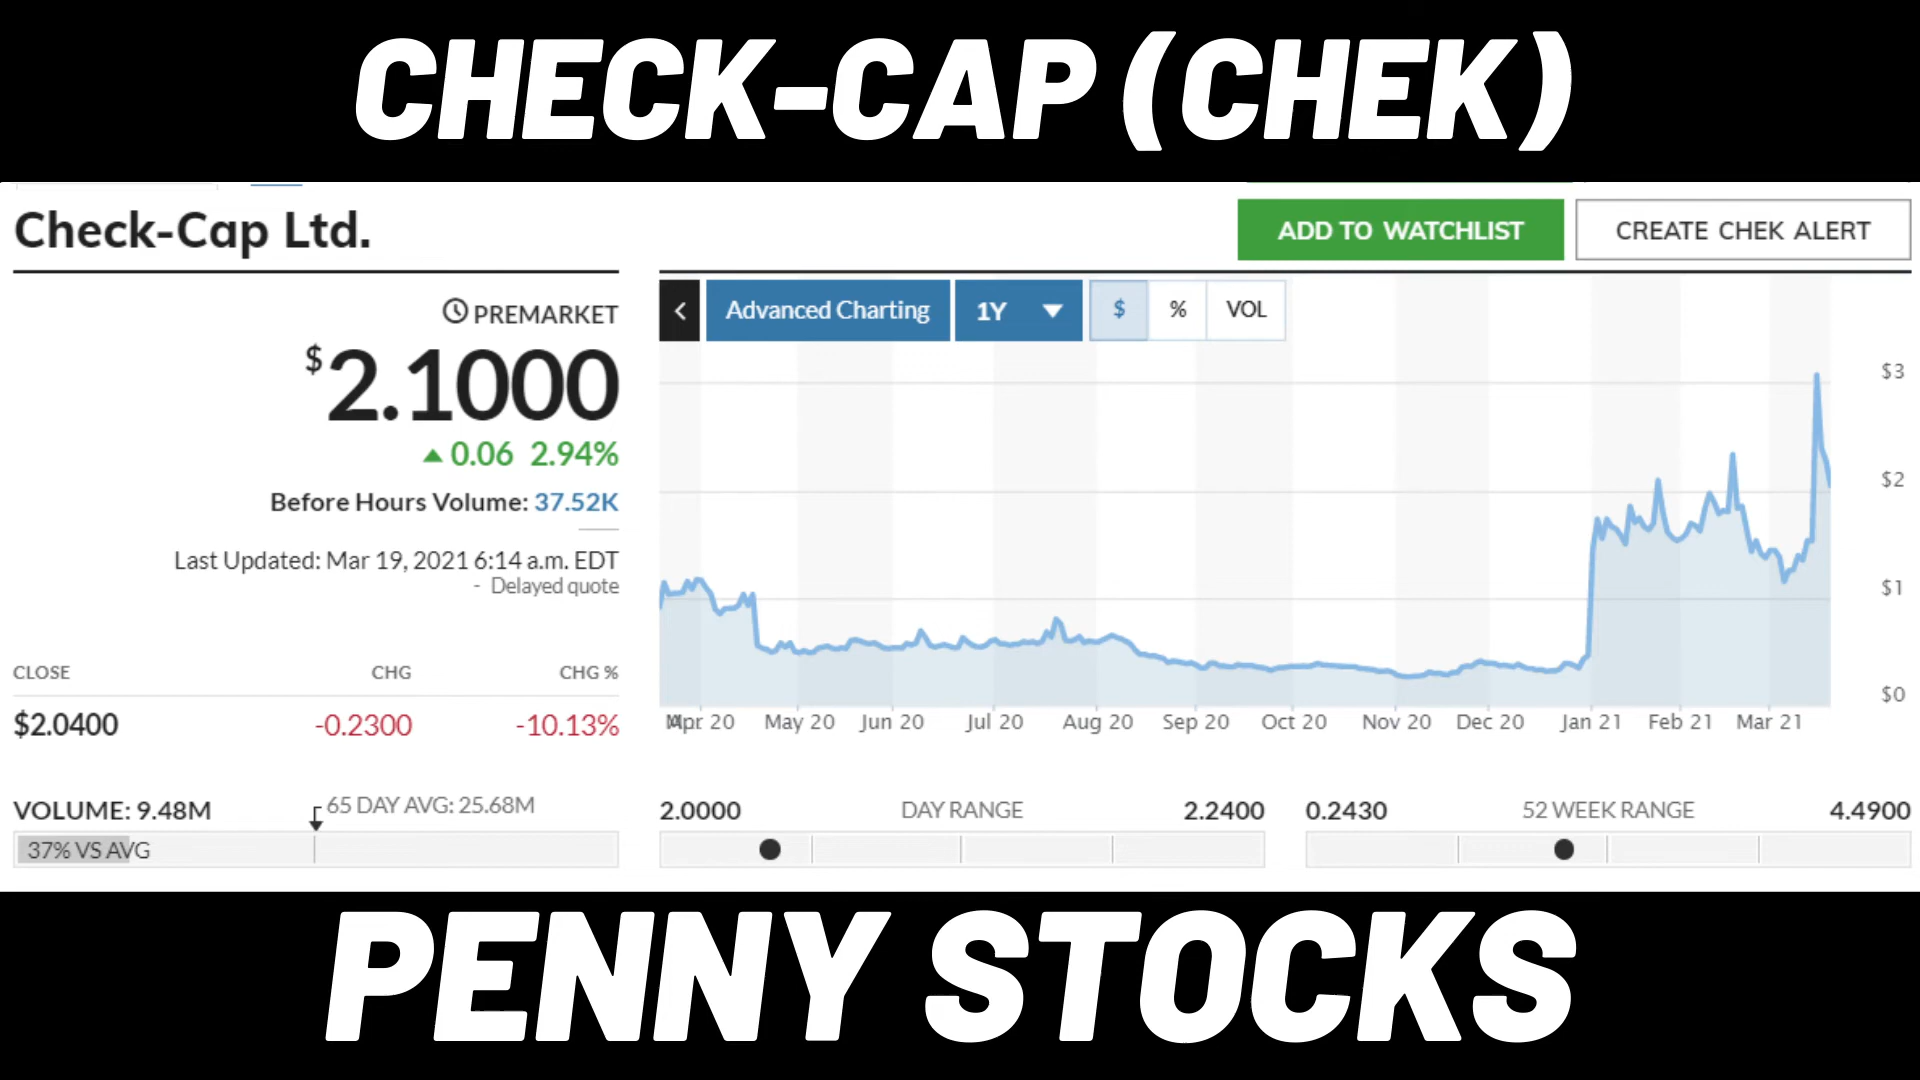 CHECK-CAP (CHEK)
Check-Cap Ltd.
ADD TO WATCHLIST
CREATE CHEK ALERT
PREMARKET
$2.1000
0.06 2.94%
Before Hours Volume: 37.52K
Last Updated: Mar 19, 2021 6:14 a.m. EDT
- Delayed quote
CLOSE CHG CHG %
$2.0400 -0.2300 -10.13%
VOLUME: 9.48M 65 DAY AVG: 25.68M
37% VS AVG
Advanced Charting 1Y $ % VOL
$3
$2
$1
$0
Apr 20 May 20 Jun 20 Jul 20 Aug 20 Sep 20 Oct 20 Nov 20 Dec 20 Jan 21 Feb 21 Mar 21
2.0000 DAY RANGE 2.2400
0.2430 52 WEEK RANGE 4.4900
PENNY STOCKS